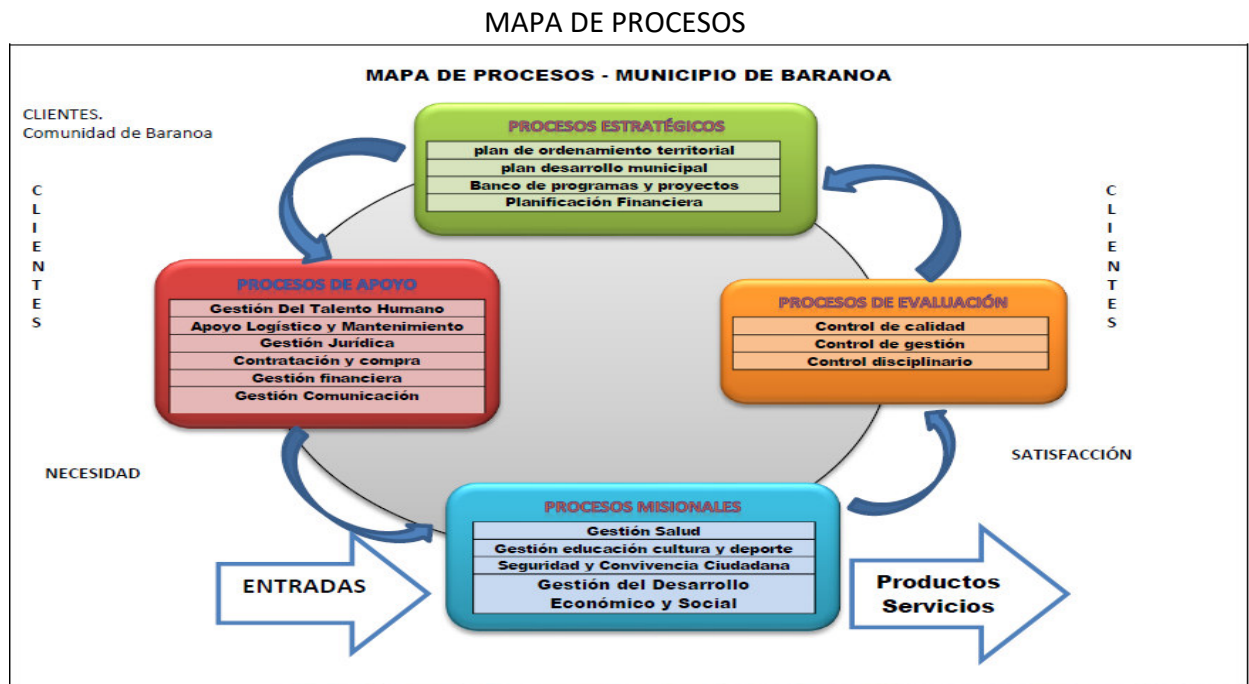 MAPA DE PROCESOS
MAPA DE PROCESOS - MUNICIPIO DE BARANOA
CLIENTES.
Comunidad de Baranoa
PROCESOS ESTRATÉGICOS
plan de ordenamiento territorial
plan desarrollo municipal
Banco de programas y proyectos
Planificación Financiera
CLIENTES
CLIENTES
PROCESOS DE APOYO
Gestión Del Talento Humano
Apoyo Logístico y Mantenimiento
Gestión Jurídica
Contratación y compra
Gestión financiera
Gestión Comunicación
PROCESOS DE EVALUACIÓN
Control de calidad
Control de gestión
Control disciplinario
NECESIDAD
SATISFACCIÓN
PROCESOS MISIONALES
Gestión Salud
Gestión educación cultura y deporte
Seguridad y Convivencia Ciudadana
Gestión del Desarrollo
Económico y Social
ENTRADAS
Productos
Servicios